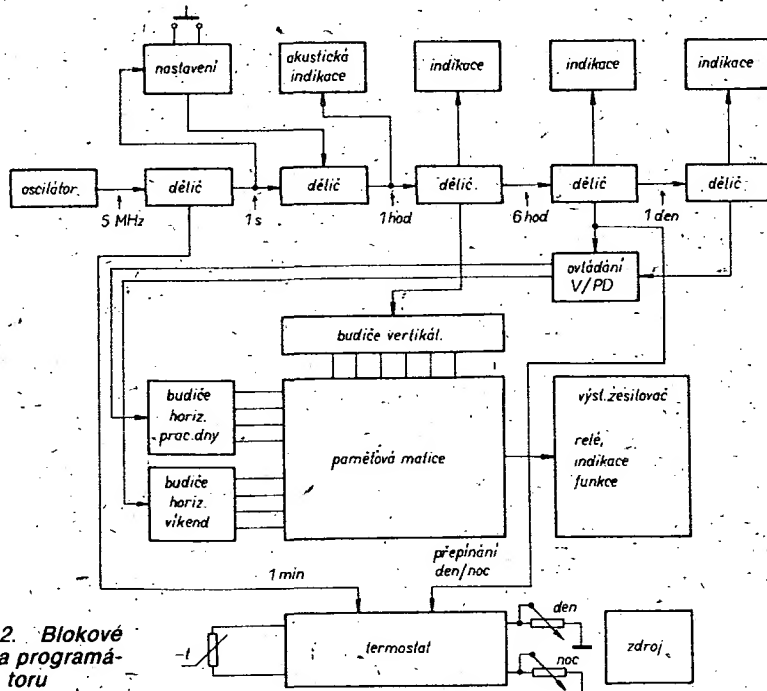 nastavení
akustická
indikace
indikace
indikace
indikace
oscilátor
dělič
dělič
dělič
dělič
dělič
5 MHz
1 s
1 hod
6 hod
1 den
ovládání
V/PD
budiče vertikál.
budiče
horiz.
prac. dny
paměťová matice
výst. zesilovač
relé,
indikace
funkce
budiče
horiz.
víkend
přepínání
den/noc
1 min
2. Blokové
a programá-
toru
-t
termostat
den
noc
zdroj